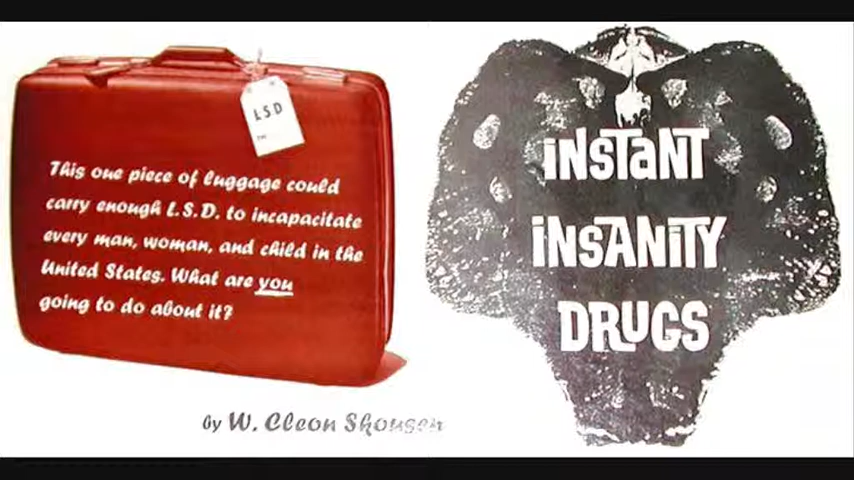 L S D
This one piece of luggage could
carry enough L.S.D. to incapacitate
every man, woman, and child in the
United States. What are you
going to do about it?
by W. Cleon Skousen
INSTANT
INSANITY
DRUGS